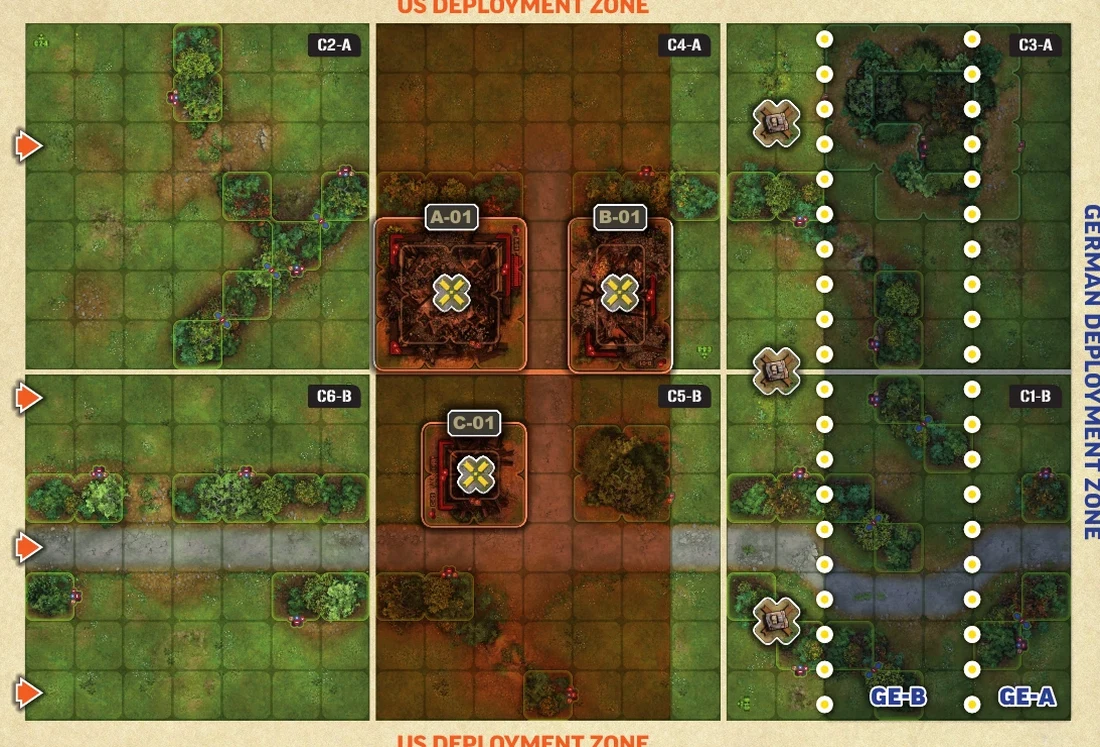 US DEPLOYMENT ZONE
C2-A
C4-A
C3-A
A-01
B-01
GERMAN DEPLOYMENT ZONE
C6-B
C5-B
C1-B
C-01
GE-B
GE-A
US DEPLOYMENT ZONE